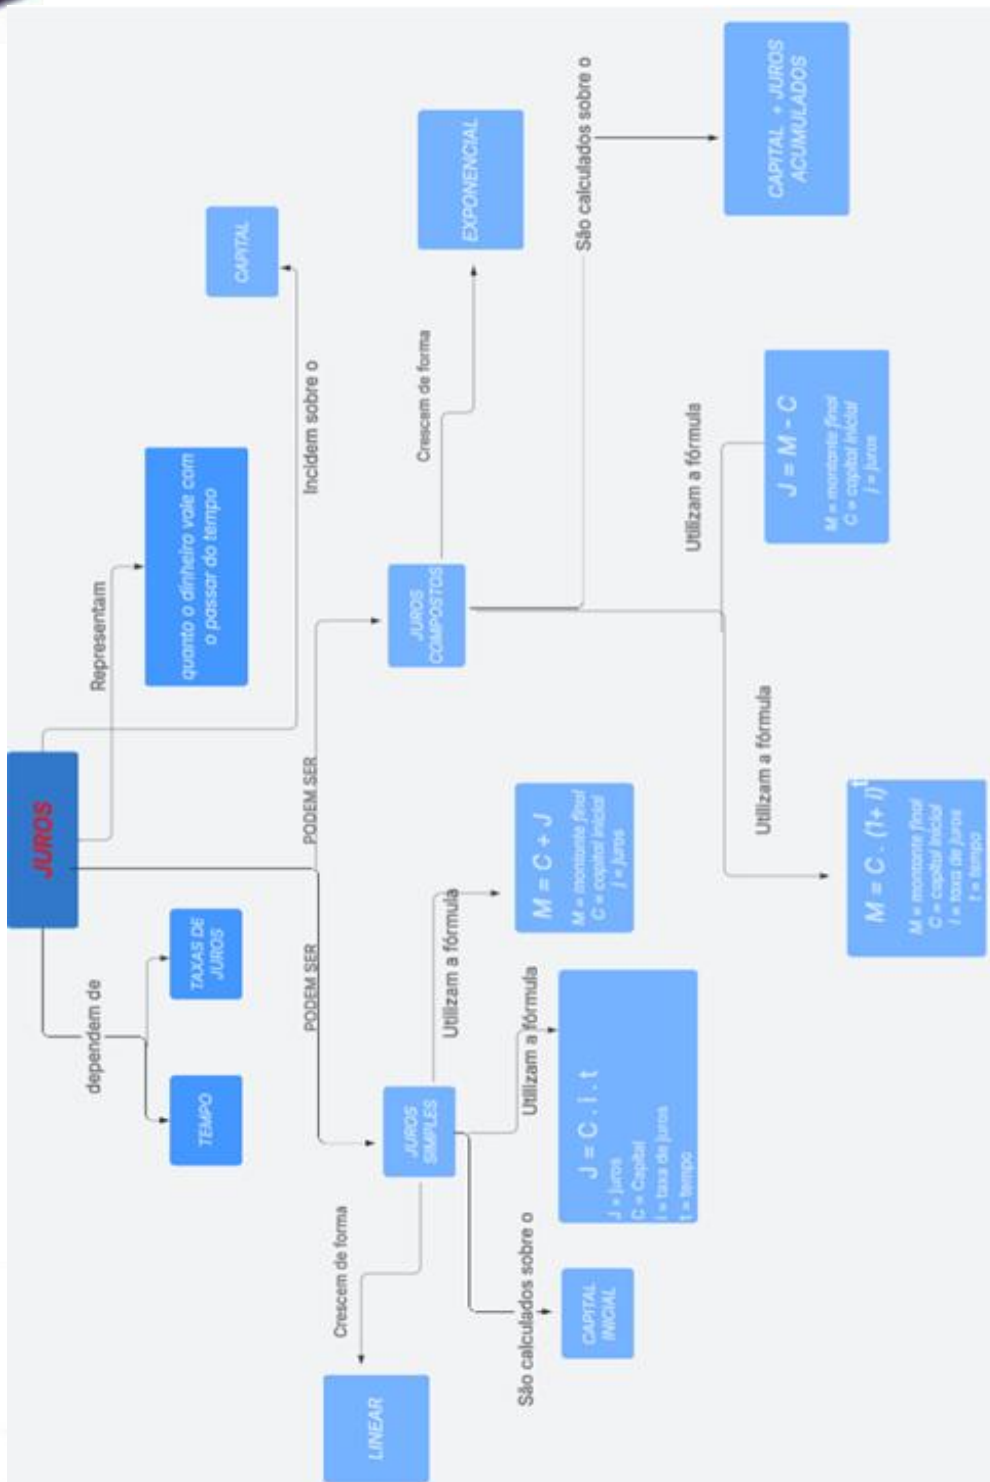 JUROS
dependem de
Representam
Incidem sobre o
TEMPO
TAXAS DE
JUROS
quanto o dinheiro vale com
o passar do tempo
CAPITAL
PODEM SER
PODEM SER
JUROS
SIMPLES
JUROS
COMPOSTOS
Crescem de forma
LINEAR
São calculados sobre o
CAPITAL
INICIAL
Utilizam a fórmula
J = C . i . t
J = juros
C = Capital
i = taxa de juros
t = tempo
Utilizam a fórmula
M = C + J
M = montante final
C = capital inicial
j = juros
Crescem de forma
EXPONENCIAL
São calculados sobre o
CAPITAL + JUROS
ACUMULADOS
Utilizam a fórmula
J = M - C
M = montante final
C = capital inicial
j = juros
Utilizam a fórmula
M = C . (1+ i) t
M = montante final
C = capital inicial
i = taxa de juros
t = tempo